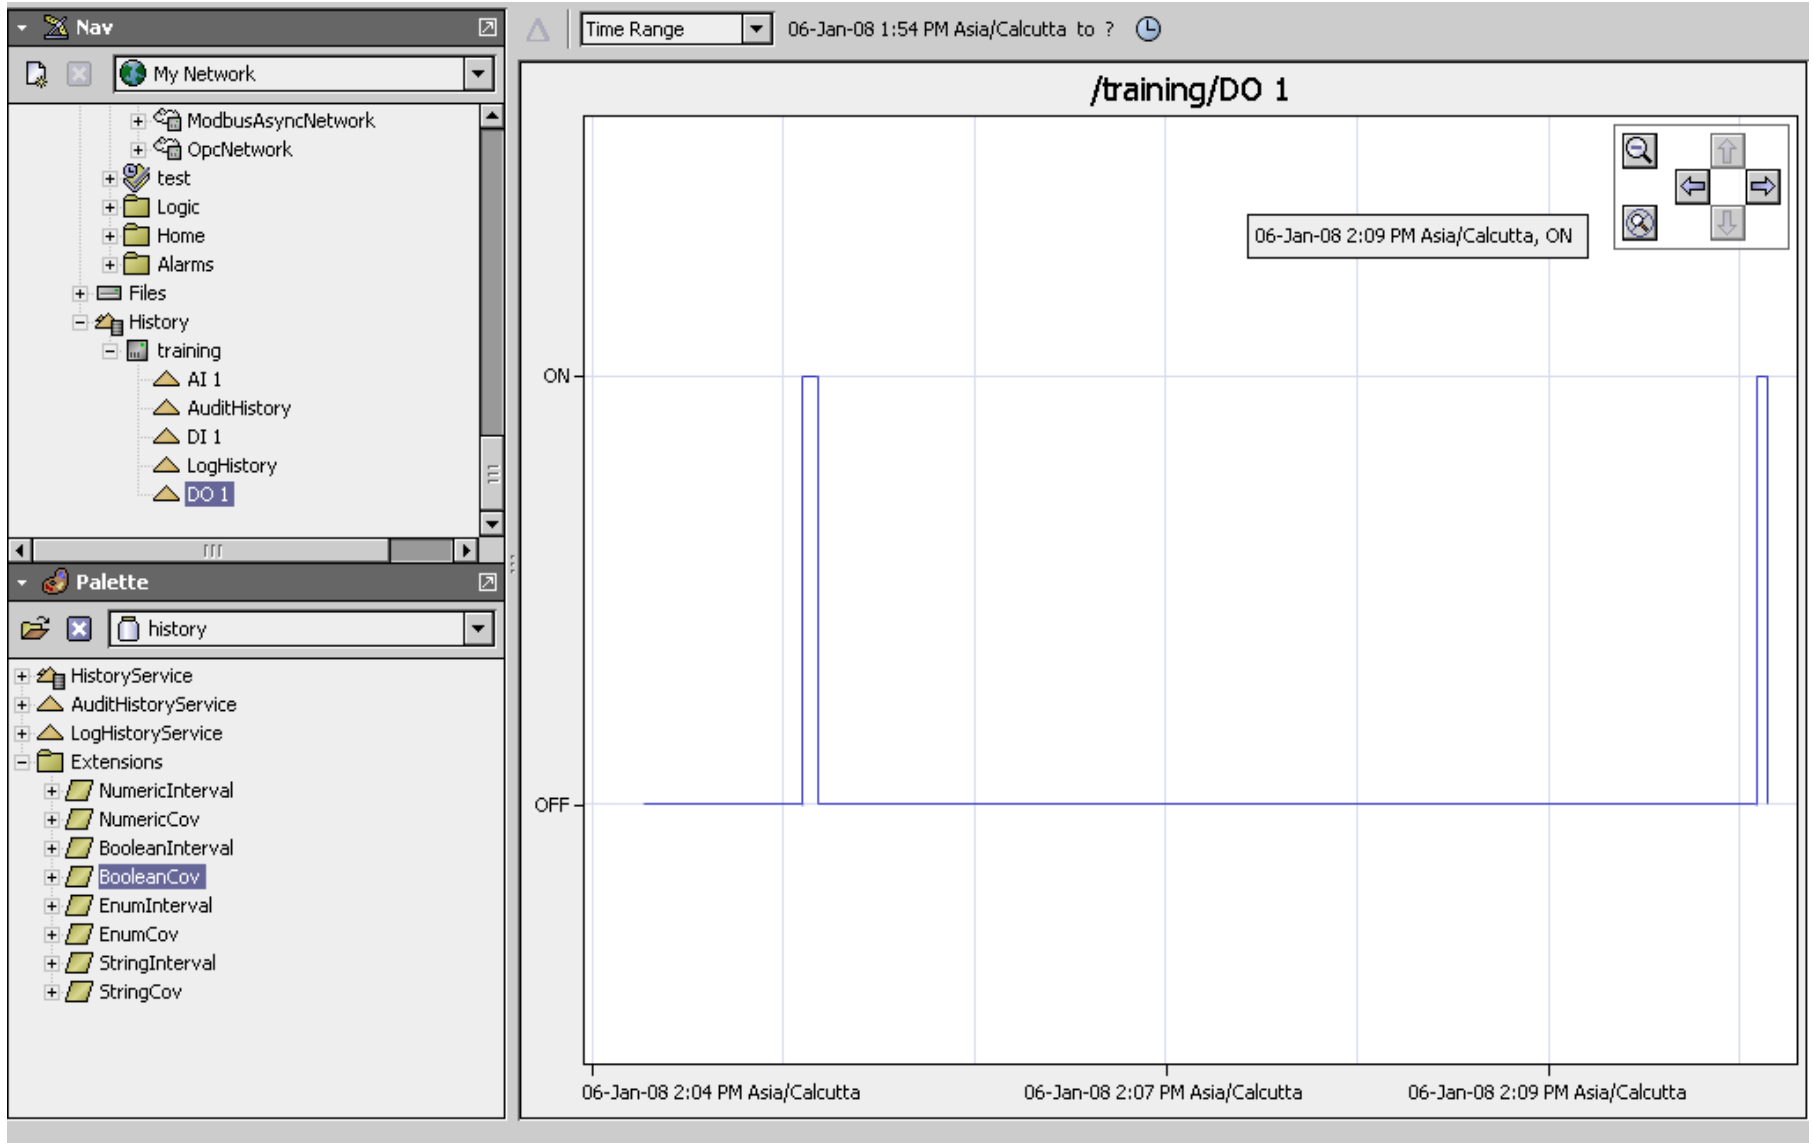 Nav
My Network
ModbusAsyncNetwork
OpcNetwork
test
Logic
Home
Alarms
Files
History
training
AI 1
AuditHistory
DI 1
LogHistory
DO 1
Palette
history
HistoryService
AuditHistoryService
LogHistoryService
Extensions
NumericInterval
NumericCov
BooleanInterval
BooleanCov
EnumInterval
EnumCov
StringInterval
StringCov
Time Range 06-Jan-08 1:54 PM Asia/Calcutta to ?
/training/DO 1
06-Jan-08 2:09 PM Asia/Calcutta, ON
ON
OFF
06-Jan-08 2:04 PM Asia/Calcutta 06-Jan-08 2:07 PM Asia/Calcutta 06-Jan-08 2:09 PM Asia/Calcutta